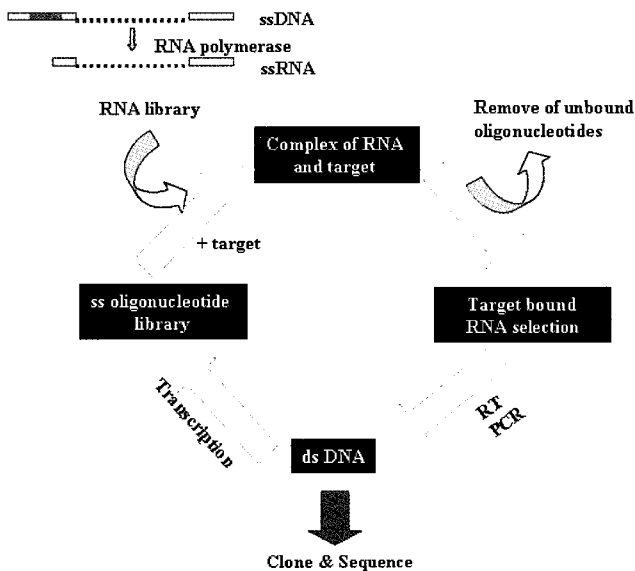 ssDNA
RNA polymerase
ssRNA
RNA library
Remove of unbound
oligonucleotides
Complex of RNA
and target
+ target
ss oligonucleotide
library
Target bound
RNA selection
Transcription
RT
PCR
ds DNA
Clone & Sequence